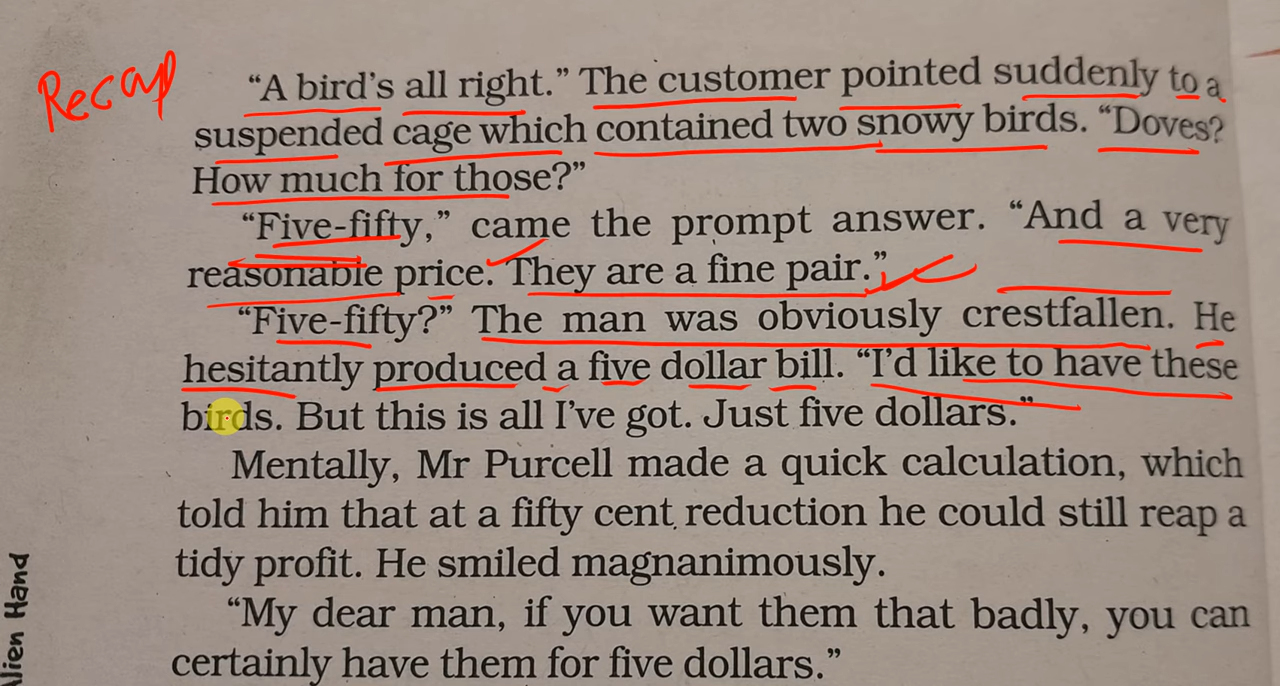 Recap
“A bird’s all right.” The customer pointed suddenly to a
suspended cage which contained two snowy birds. “Doves?
How much for those?”
“Five-fifty,” came the prompt answer. “And a very
reasonable price. They are a fine pair.”
“Five-fifty?” The man was obviously crestfallen. He
hesitantly produced a five dollar bill. “I’d like to have these
birds. But this is all I’ve got. Just five dollars.”
Mentally, Mr Purcell made a quick calculation, which
told him that at a fifty cent reduction he could still reap a
tidy profit. He smiled magnanimously.
“My dear man, if you want them that badly, you can
certainly have them for five dollars.”
Alien Hand